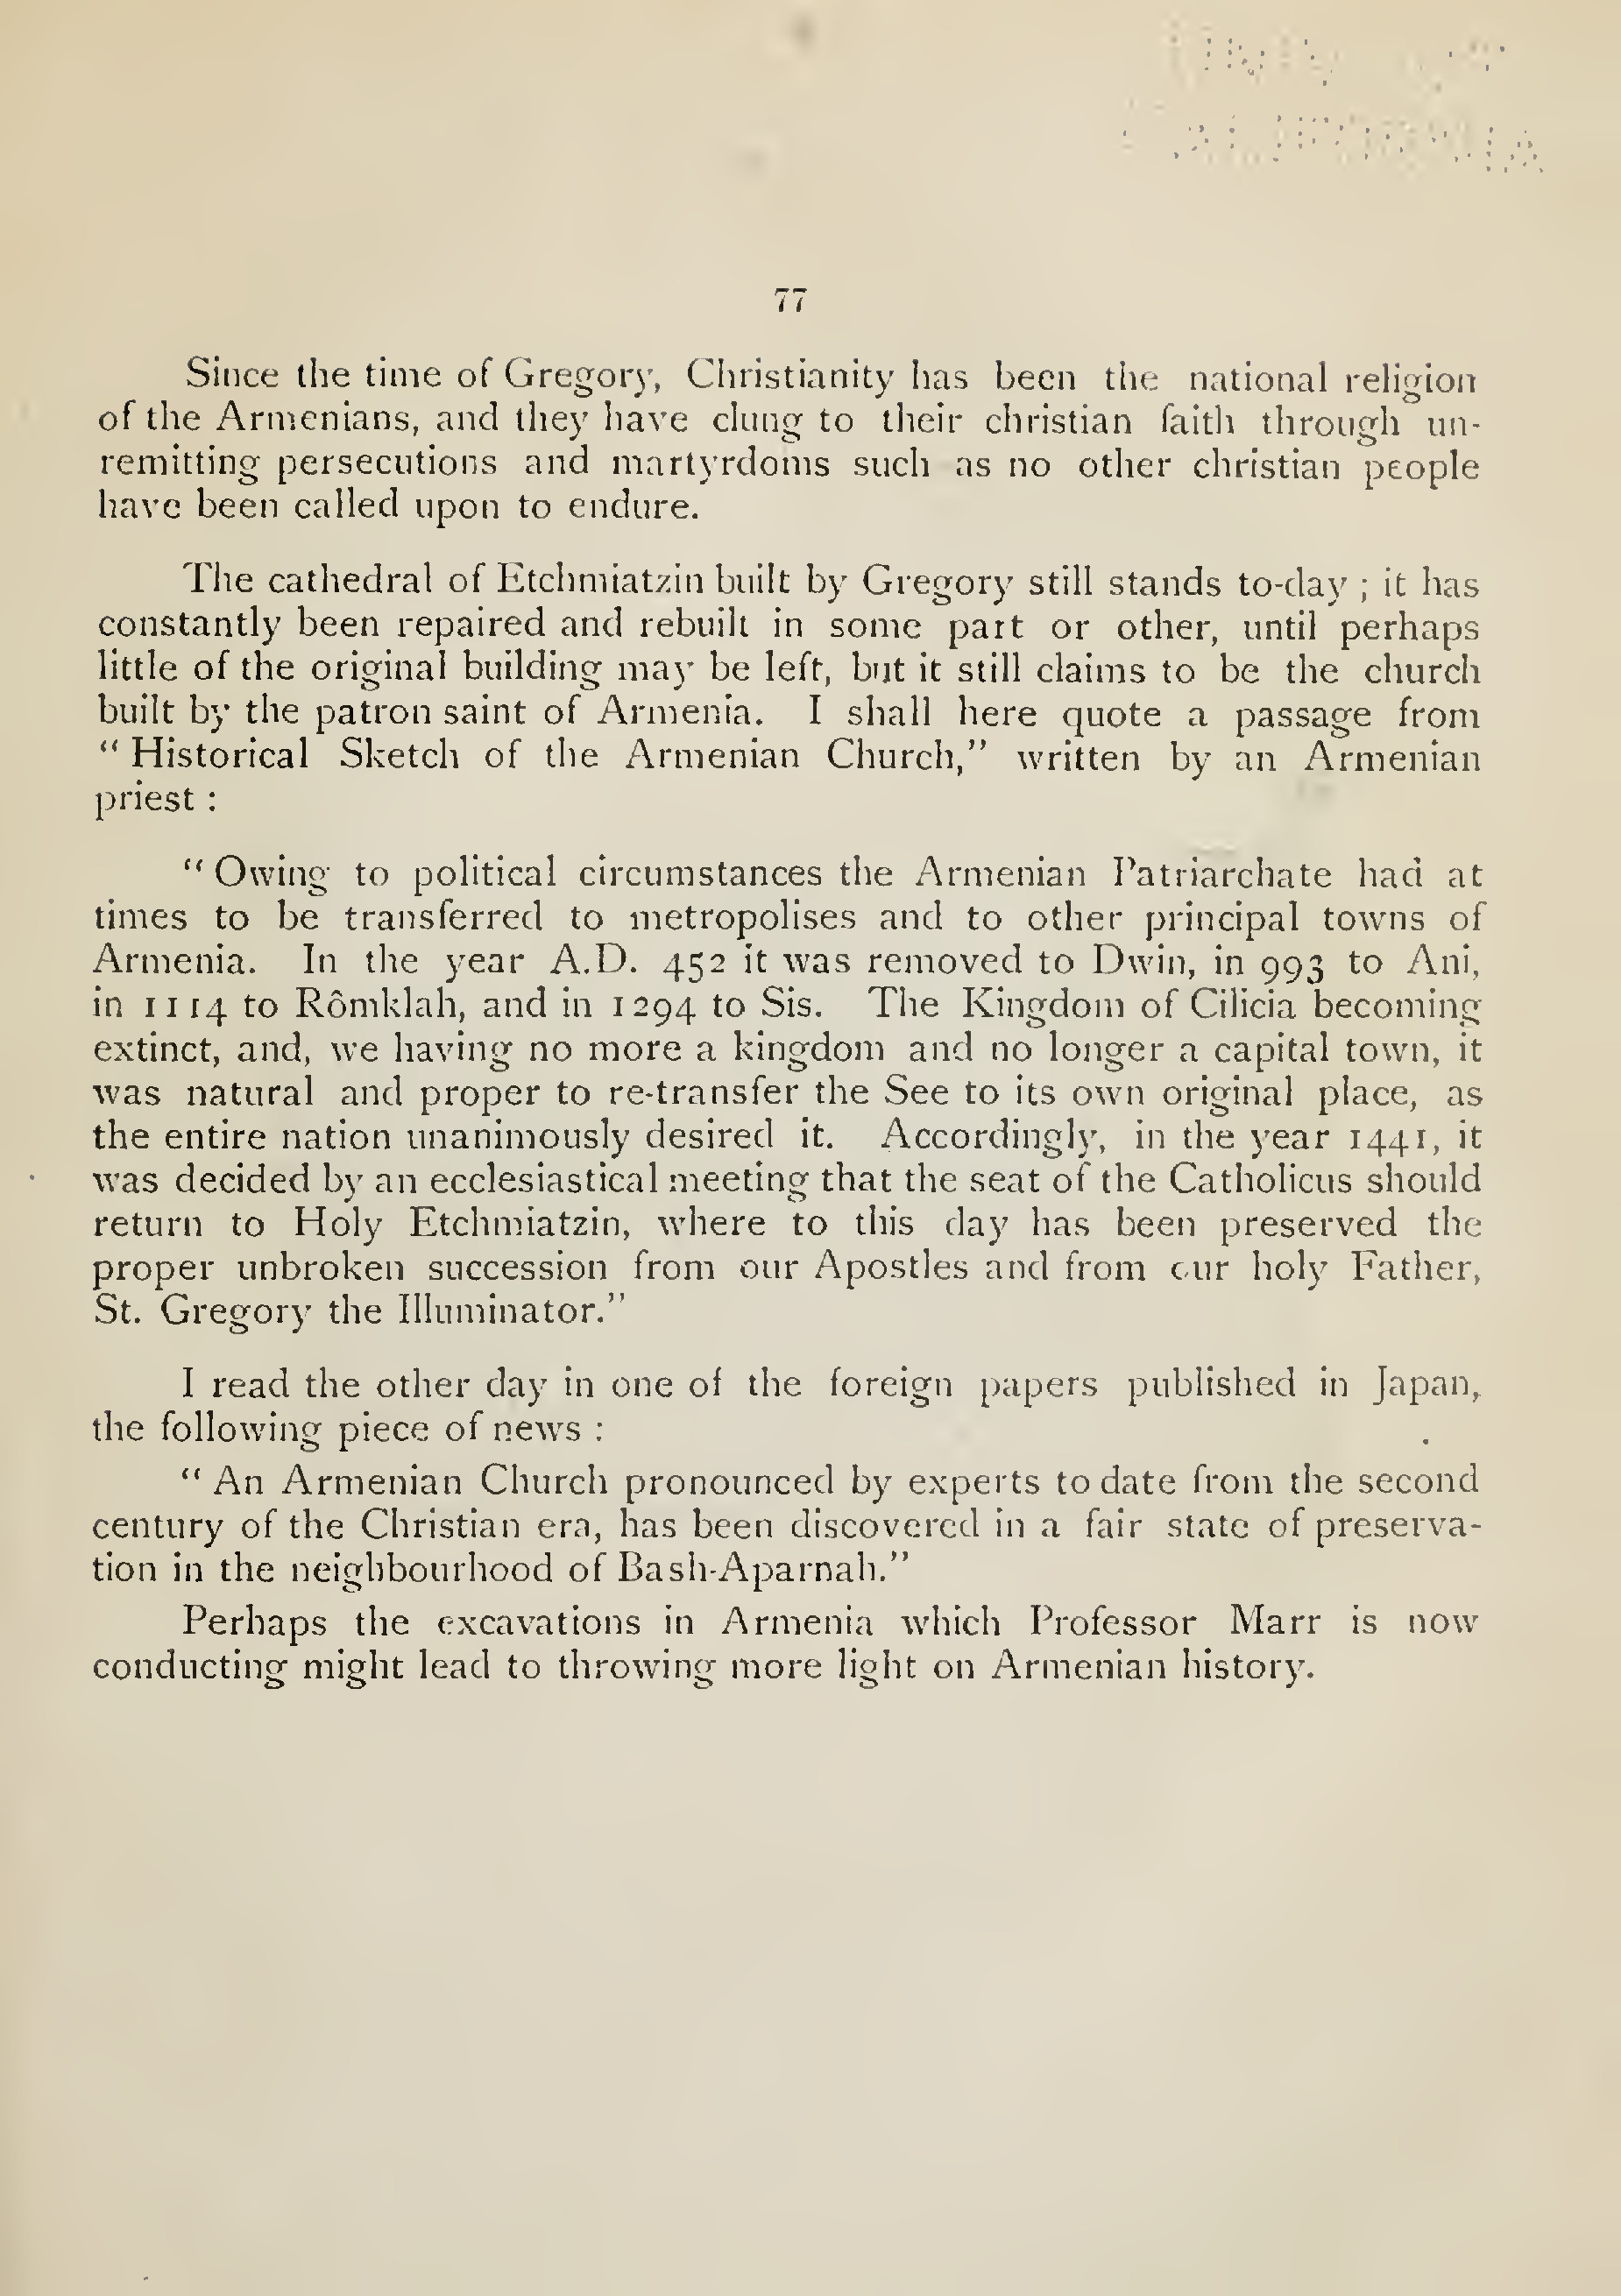 77
Since the time of Gregory, Christianity has been the national religion
of the Armenians, and they have clung to their christian faith through un-
remitting persecutions and martyrdoms such as no other christian people
have been called upon to endure.
The cathedral of Etchmiatzin built by Gregory still stands to-day ; it has
constantly been repaired and rebuilt in some part or other, until perhaps
little of the original building may be left, but it still claims to be the church
built by the patron saint of Armenia. I shall here quote a passage from
“ Historical Sketch of the Armenian Church,” written by an Armenian
priest :
“ Owing to political circumstances the Armenian Patriarchate had at
times to be transferred to metropolises and to other principal towns of
Armenia. In the year A.D. 452 it was removed to Dwin, in 993 to Ani,
in 1114 to Rômklah, and in 1294 to Sis. The Kingdom of Cilicia becoming
extinct, and, we having no more a kingdom and no longer a capital town, it
was natural and proper to re-transfer the See to its own original place, as
the entire nation unanimously desired it. Accordingly, in the year 1441, it
was decided by an ecclesiastical meeting that the seat of the Catholicus should
return to Holy Etchmiatzin, where to this day has been preserved the
proper unbroken succession from our Apostles and from our holy Father,
St. Gregory the Illuminator.”
I read the other day in one of the foreign papers published in Japan,
the following piece of news :
“ An Armenian Church pronounced by experts to date from the second
century of the Christian era, has been discovered in a fair state of preserva-
tion in the neighbourhood of Bash-Aparnah.”
Perhaps the excavations in Armenia which Professor Marr is now
conducting might lead to throwing more light on Armenian history.